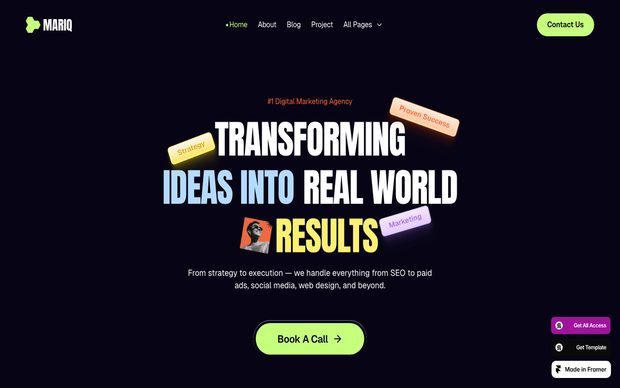 MARIQ
Home About Blog Project All Pages
Contact Us
#1 Digital Marketing Agency
Proven Success
Strategy
TRANSFORMING
IDEAS INTO REAL WORLD
RESULTS
Marketing
From strategy to execution — we handle everything from SEO to paid
ads, social media, web design, and beyond.
Book A Call
Get All Access
Get Template
Made in Framer